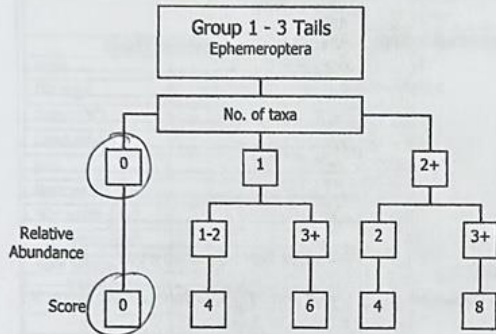 Group 1 - 3 Tails
Ephemeroptera
No. of taxa
0 1 2+
Relative
Abundance
1-2 3+ 2 3+
Score 0 4 6 4 8